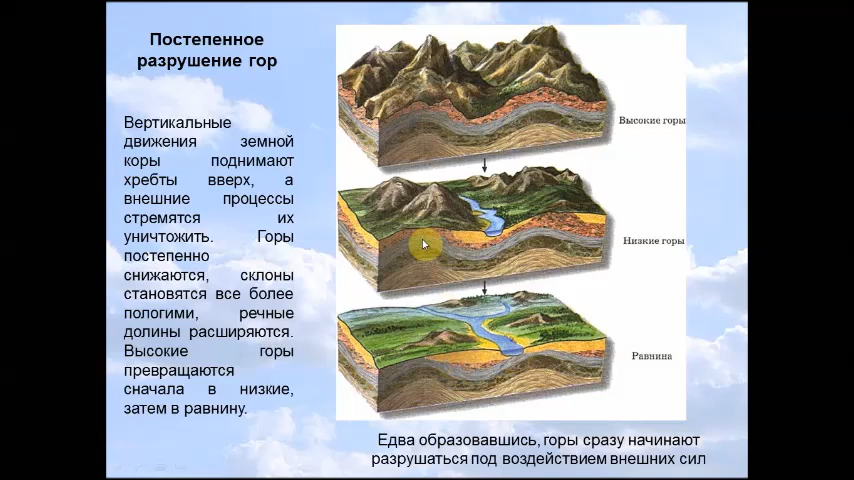 Постепенное
разрушение гор
Вертикальные
движения земной
коры поднимают
хребты вверх, а
внешние процессы
стремятся их
уничтожить. Горы
постепенно
снижаются, склоны
становятся все более
пологими, речные
долины расширяются.
Высокие горы
превращаются
сначала в низкие,
затем в равнину.
Высокие горы
Низкие горы
Равнина
Едва образовавшись, горы сразу начинают
разрушаться под воздействием внешних сил